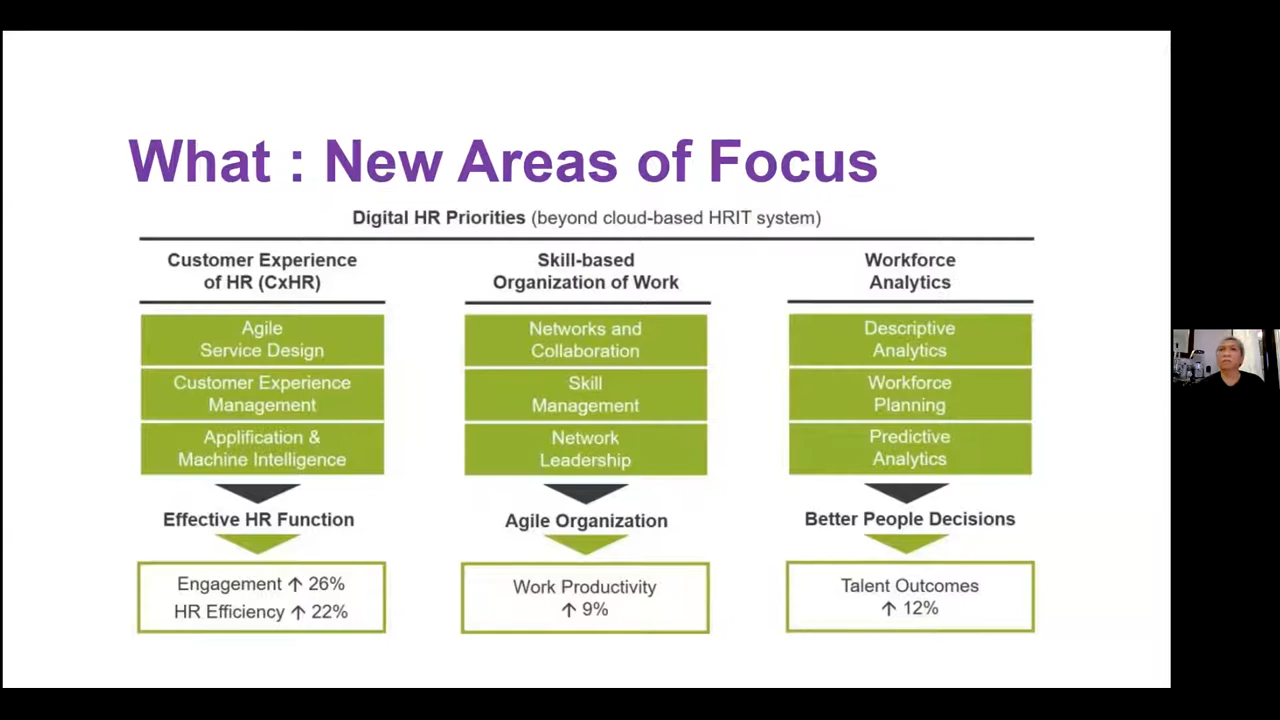 What : New Areas of Focus
Digital HR Priorities (beyond cloud-based HRIT system)
Customer Experience
of HR (CxHR)
Agile
Service Design
Customer Experience
Management
Applification &
Machine Intelligence
Effective HR Function
Engagement ↑ 26%
HR Efficiency ↑ 22%
Skill-based
Organization of Work
Networks and
Collaboration
Skill
Management
Network
Leadership
Agile Organization
Work Productivity
↑ 9%
Workforce
Analytics
Descriptive
Analytics
Workforce
Planning
Predictive
Analytics
Better People Decisions
Talent Outcomes
↑ 12%